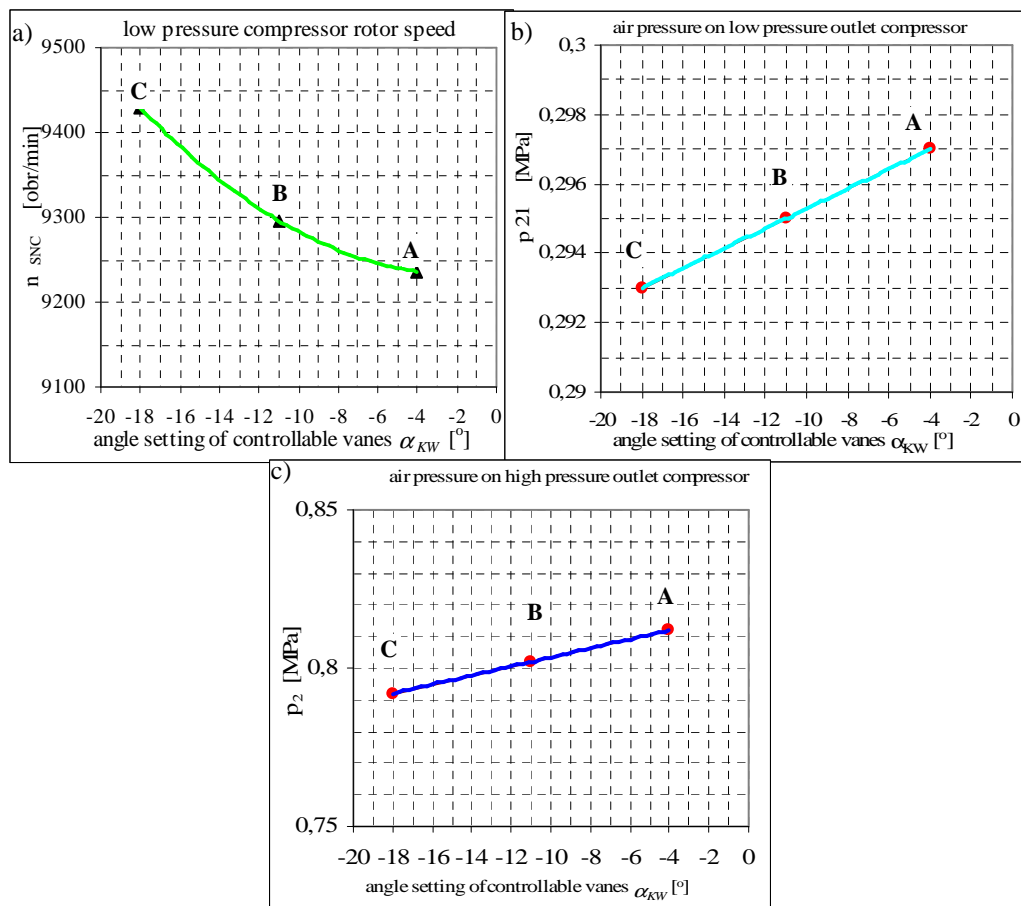 a)
low pressure compressor rotor speed
9500
9400
9300
9200
9100
n SNC [obr/min]
C
B
A
-20 -18 -16 -14 -12 -10 -8 -6 -4 -2 0
angle setting of controllable vanes α KW [°]
b)
air pressure on low pressure outlet compressor
0,3
0,298
0,296
0,294
0,292
0,29
p 21 [MPa]
A
B
C
-20 -18 -16 -14 -12 -10 -8 -6 -4 -2 0
angle setting of controllable vanes αKW [°]
c)
air pressure on high pressure outlet compressor
0,85
0,8
0,75
p2 [MPa]
A
B
C
-20 -18 -16 -14 -12 -10 -8 -6 -4 -2 0
angle setting of controllable vanes α KW [°]